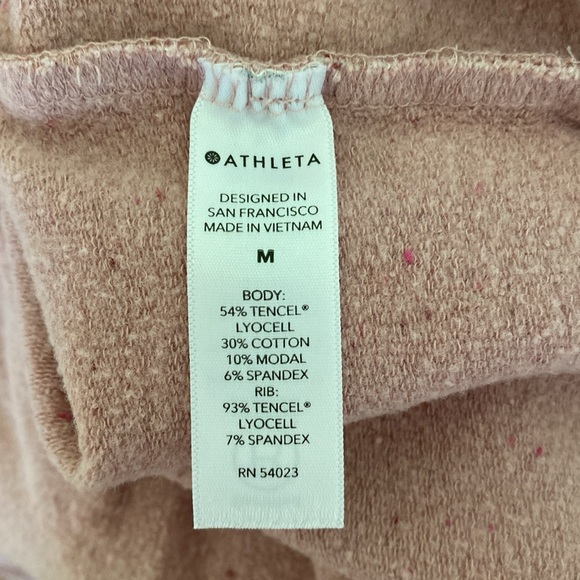 ATHLETA
DESIGNED IN
SAN FRANCISCO
MADE IN VIETNAM
M
BODY:
54% TENCEL®
LYOCELL
30% COTTON
10% MODAL
6% SPANDEX
RIB:
93% TENCEL®
LYOCELL
7% SPANDEX
RN 54023